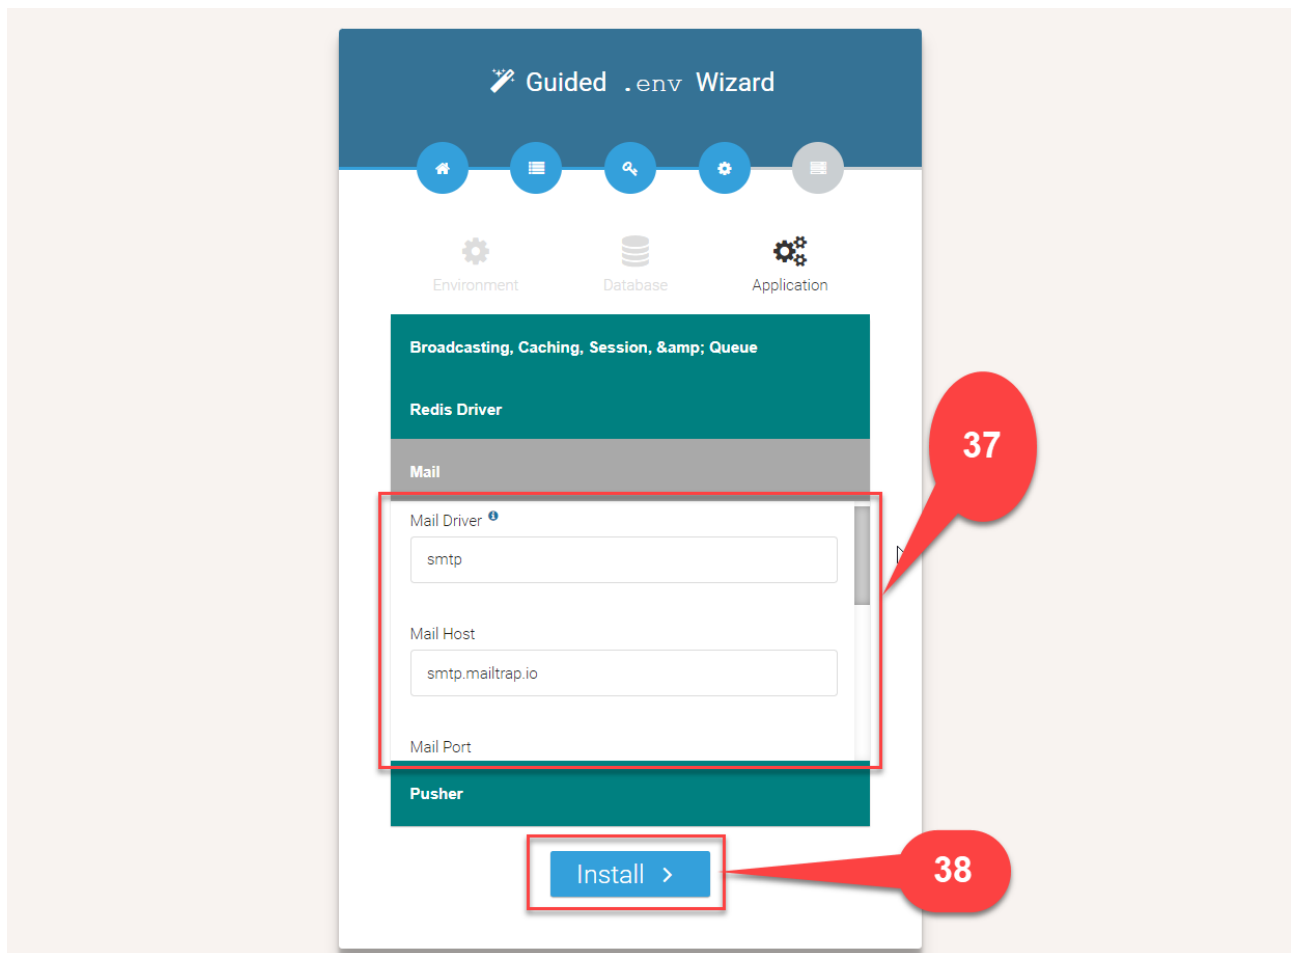 Guided .env Wizard
Environment
Database
Application
Broadcasting, Caching, Session, &amp; Queue
Redis Driver
Mail
37
Mail Driver
smtp
Mail Host
smtp.mailtrap.io
Mail Port
Pusher
Install
38